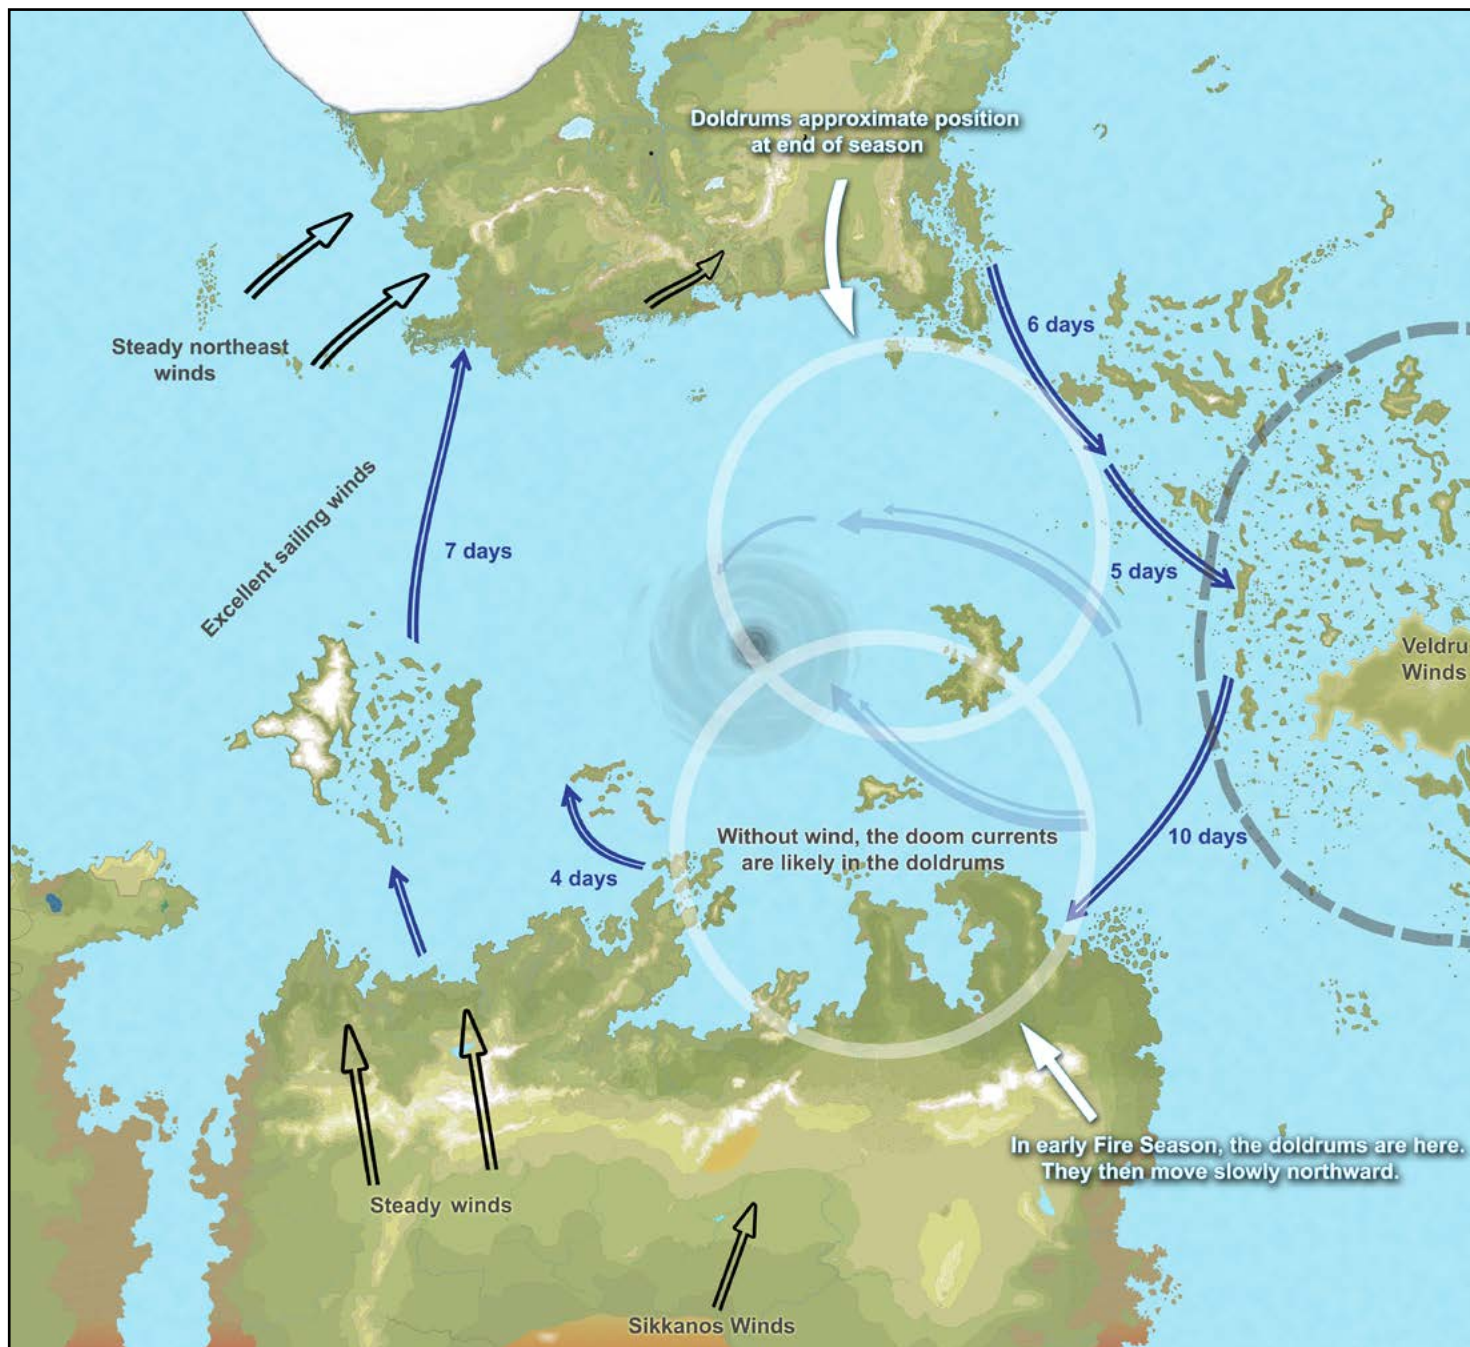 Doldrums approximate position
at end of season
6 days
Steady northeast
winds
Excellent sailing winds
7 days
5 days
Veldru
Winds
Without wind, the doom currents
are likely in the doldrums
10 days
4 days
In early Fire Season, the doldrums are here.
They then move slowly northward.
Steady winds
Sikkanos Winds